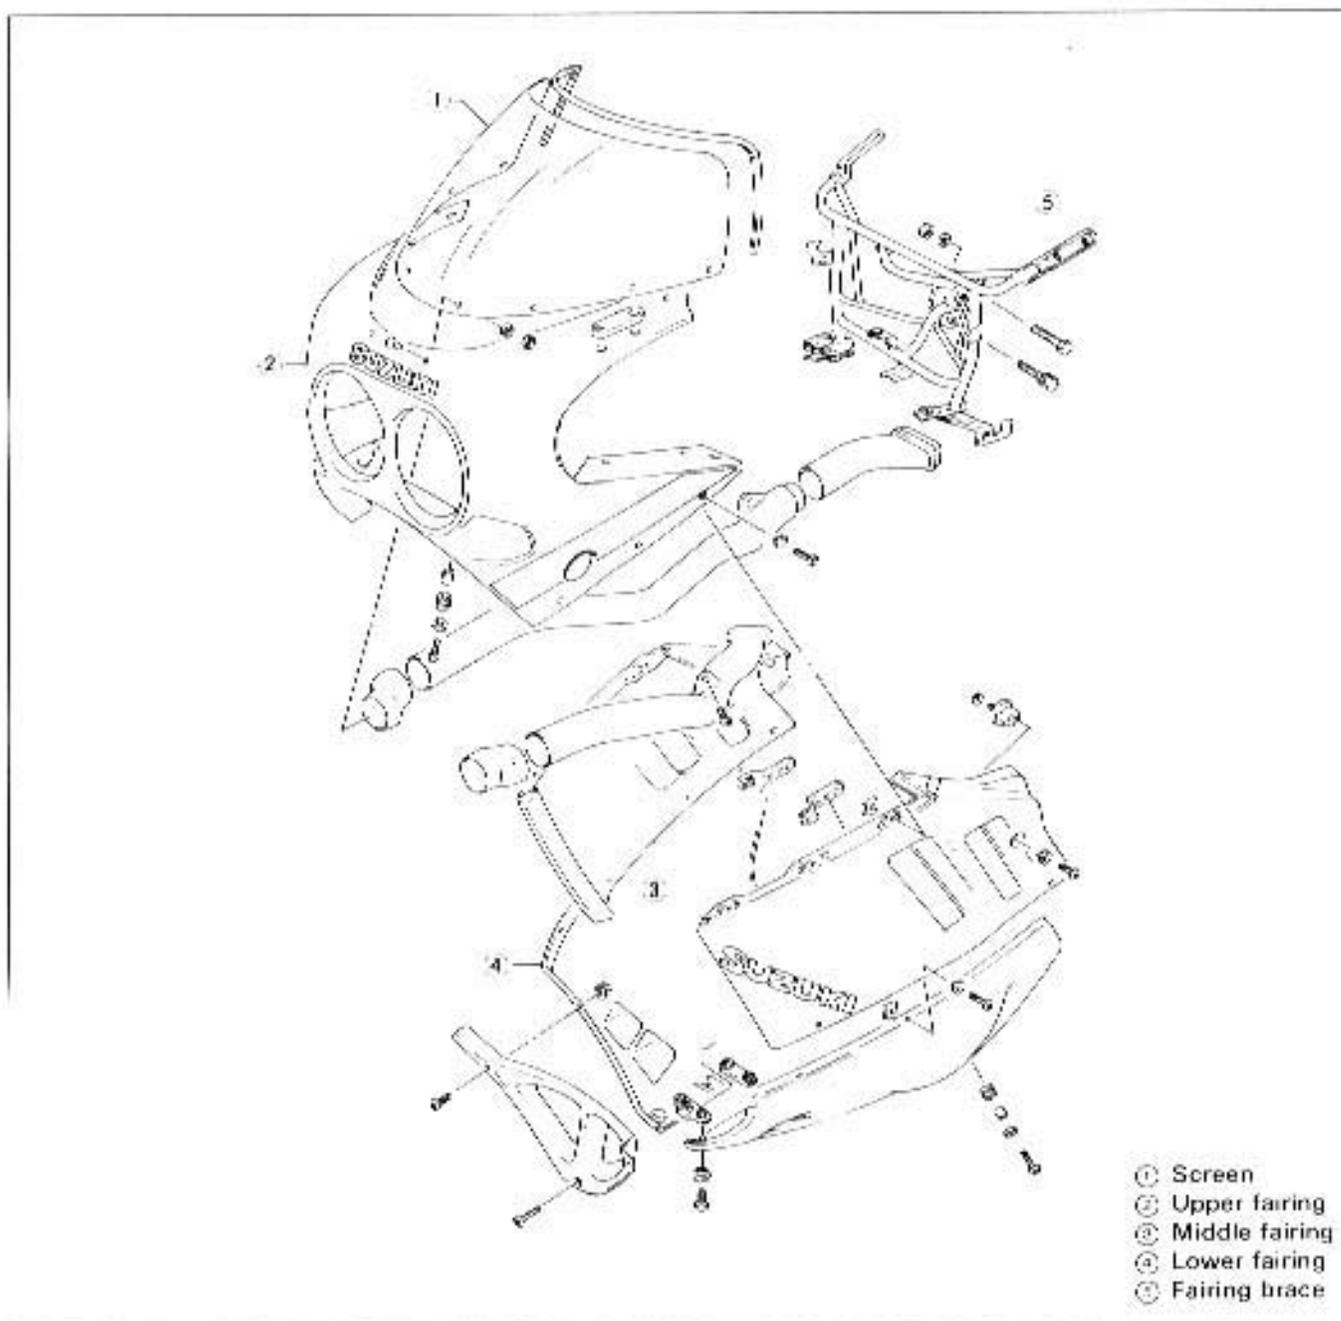 1
5
2
SUZUKI
3
4
SUZUKI
① Screen
② Upper fairing
③ Middle fairing
④ Lower fairing
⑤ Fairing brace